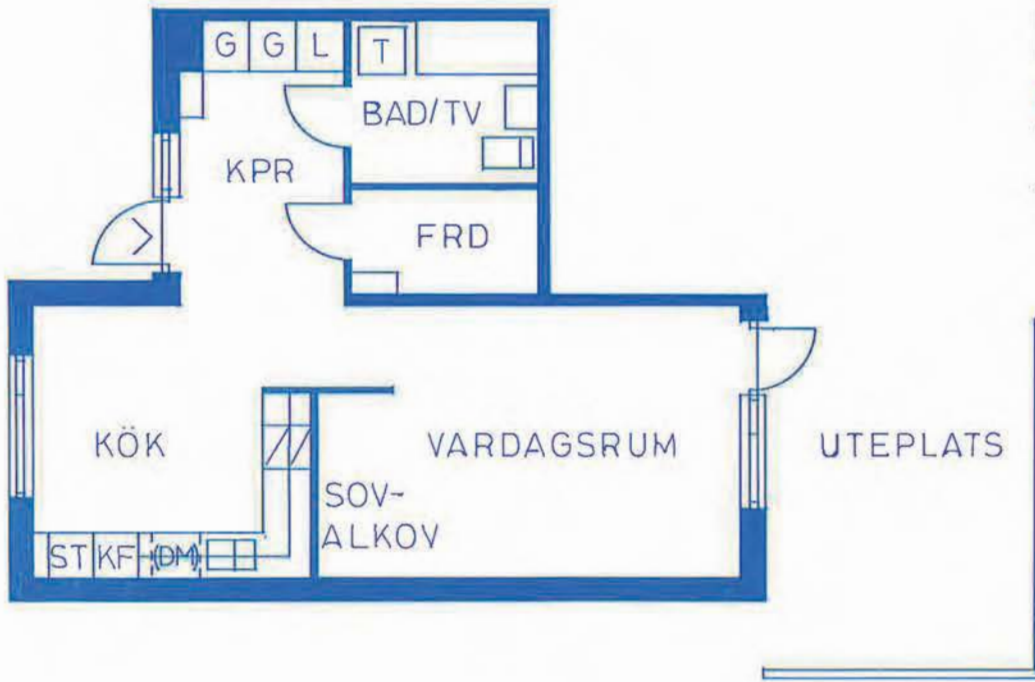 G G L T
BAD/TV
KPR
FRD
KÖK
VARDAGSRUM
UTEPLATS
SOV-
ALKOV
ST KF (DM)